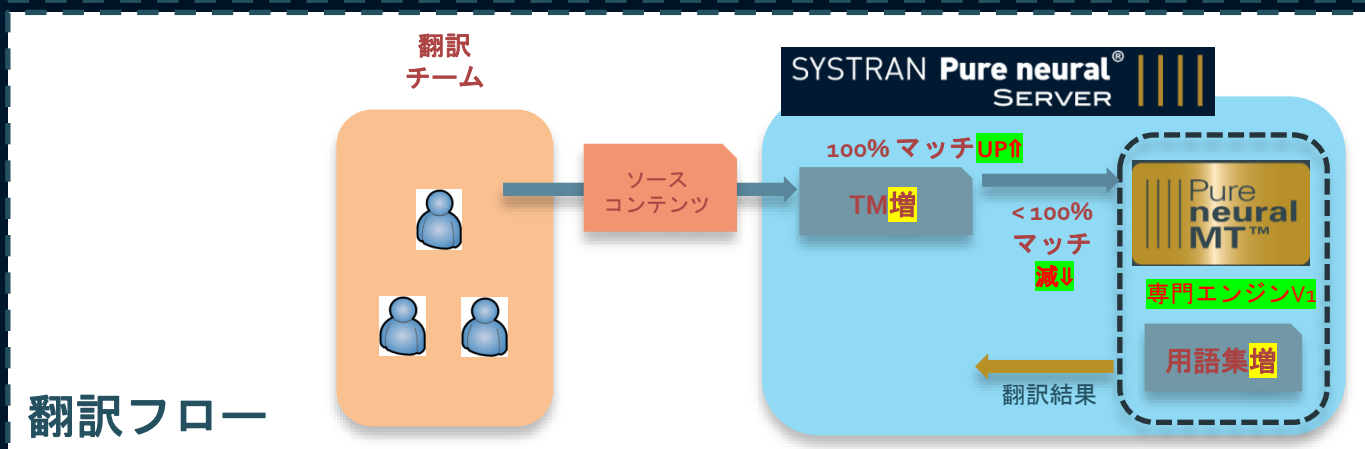 翻訳
チーム
SYSTRAN Pure neural®
SERVER
ソース
コンテンツ
100% マッチUP⇑
TM増
< 100%
マッチ
減⇓
Pure
neural
MT™
専門エンジンV1
用語集増
翻訳結果
翻訳フロー